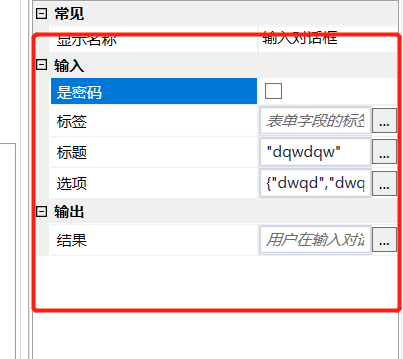 常见
显示名称 输入对话框
输入
是密码
标签 表单字段的标签 ...
标题 "dqwdqw" ...
选项 {"dwqd","dwq ...
输出
结果 用户在输入对话 ...